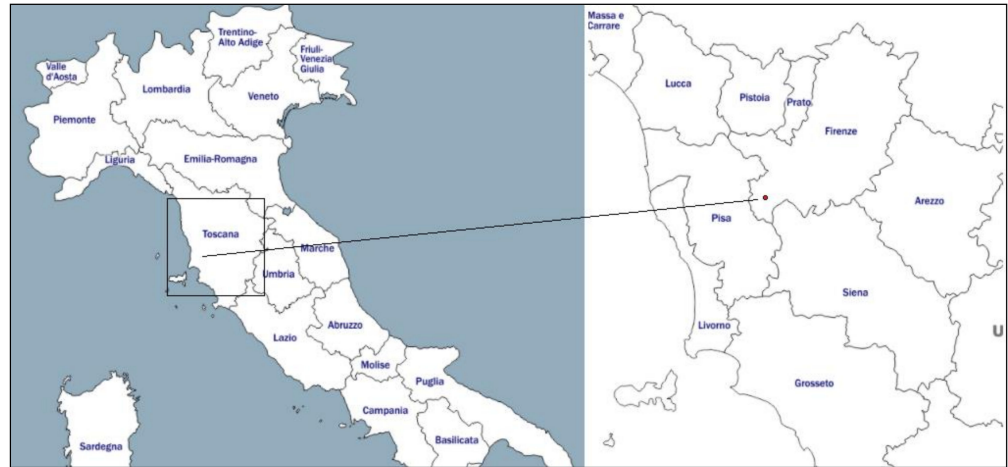 Trentino-
Alto Adige
Friuli-
Venezia
Giulia
Valle
d'Aosta
Lombardia
Veneto
Piemonte
Liguria
Emilia-Romagna
Toscana
Marche
Umbria
Lazio
Abruzzo
Molise
Puglia
Campania
Basilicata
Sardegna
Massa e
Carrare
Lucca
Pistoia
Prato
Firenze
Arezzo
Pisa
Siena
Livorno
Grosseto
U